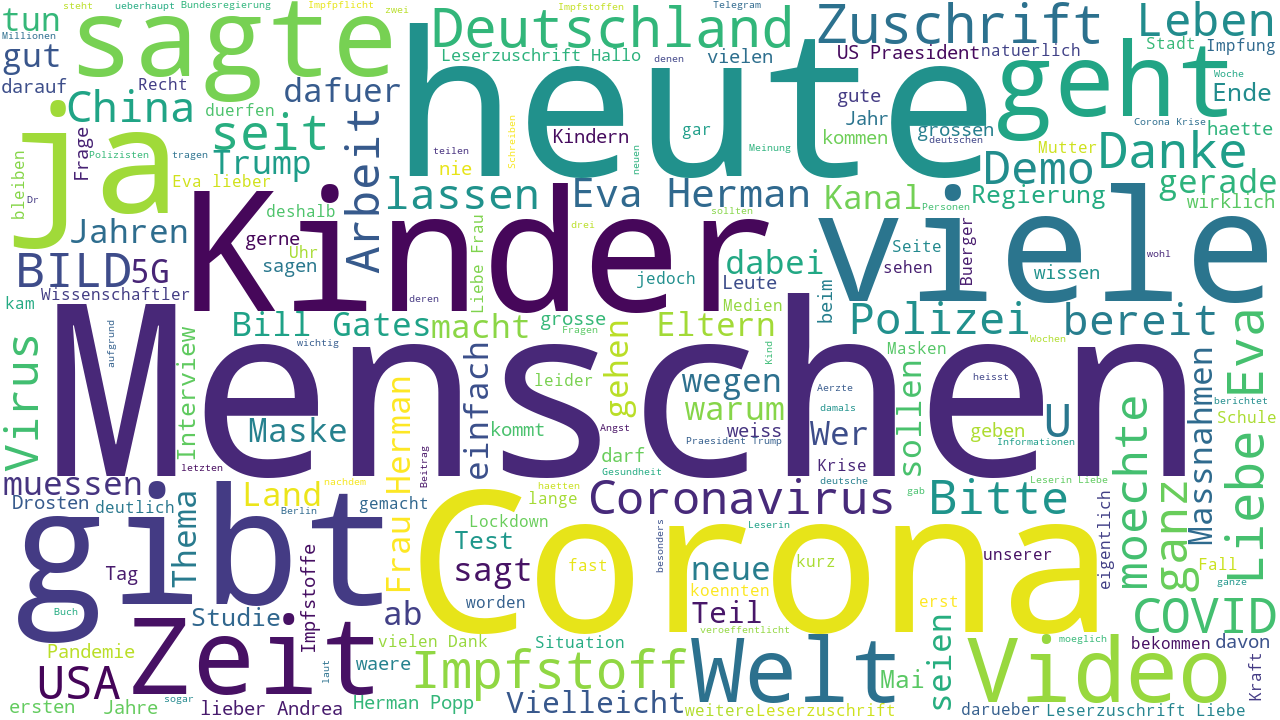 steht ueberhaupt Bundesregierung Impfpflicht zwei Impfstoffen Telegram
tun sagte Deutschland Zuschrift Leben
Millionen
gut Leserzuschrift Hallo denen vielen US Praesident natuerlich Stadt Impfung
darauf Recht dafuer heute geht Woche
China duerfen gute Ende
ja seit Kindern gar Jahr grossen Corona Krise haette
Frage Arbeit Schreiben kommen deutschen
Polizisten tragen Trump teilen nie neuen Meinung Demo Mutter Danke
bleiben Eva lieber lassen Eva Herman Kanal Regierung gerade
Dr deshalb Kinder sollten Personen viele wirklich
Jahren gerne Uhr Liebe Frau drei Seite Buerger wohl
BILD 5G sagen jedoch dabei sehen wissen
Wissenschaftler deren Leute beim
kam Bill Gates macht grosse Medien Polizei bereit
Virus aufgrund Interview wichtig Fragen Eltern Wochen Eva
Menschen gehen Kind Masken
einfach leider wegen Aerzte heisst
Maske kommt warum damals geben berichtet
Angst weiss Wer sollen U Schule
letzten Beitrag darf Praesident Trump Informationen
muessen Gesundheit Krise gab moechte Massnahmen Liebe
Drosten deutlich nachdem Frau Herman haetten deutsche Leserin Liebe ganz
Thema Land gemacht lange Coronavirus Bitte
gibt Berlin Lockdown besonders Leserin eigentlich
Corona Test unserer
Tag sagt fast neue kurz Fall
Buch Impfstoffe worden koennten erst ganze
Studie ab Teil COVID
Zeit veroeffentlicht
Pandemie vielen Dank Situation Welt seien moeglich bekommen davon
USA laut waere Impfstoff Mai Video Kraft
sogar
ersten Jahre lieber Andrea Herman Popp Vielleicht weitere Leserzuschrift darueber Leserzuschrift Liebe